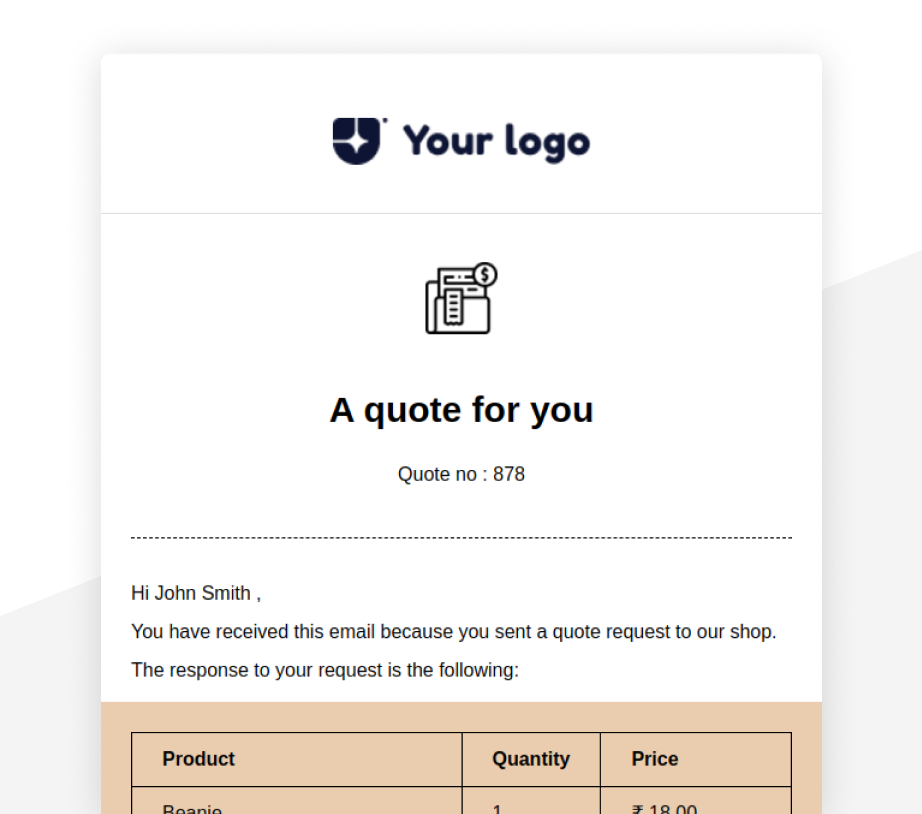 Your logo
$
A quote for you
Quote no : 878
Hi John Smith ,
You have received this email because you sent a quote request to our shop.
The response to your request is the following:
Product Quantity Price
Beanie 1 ₹ 18.00